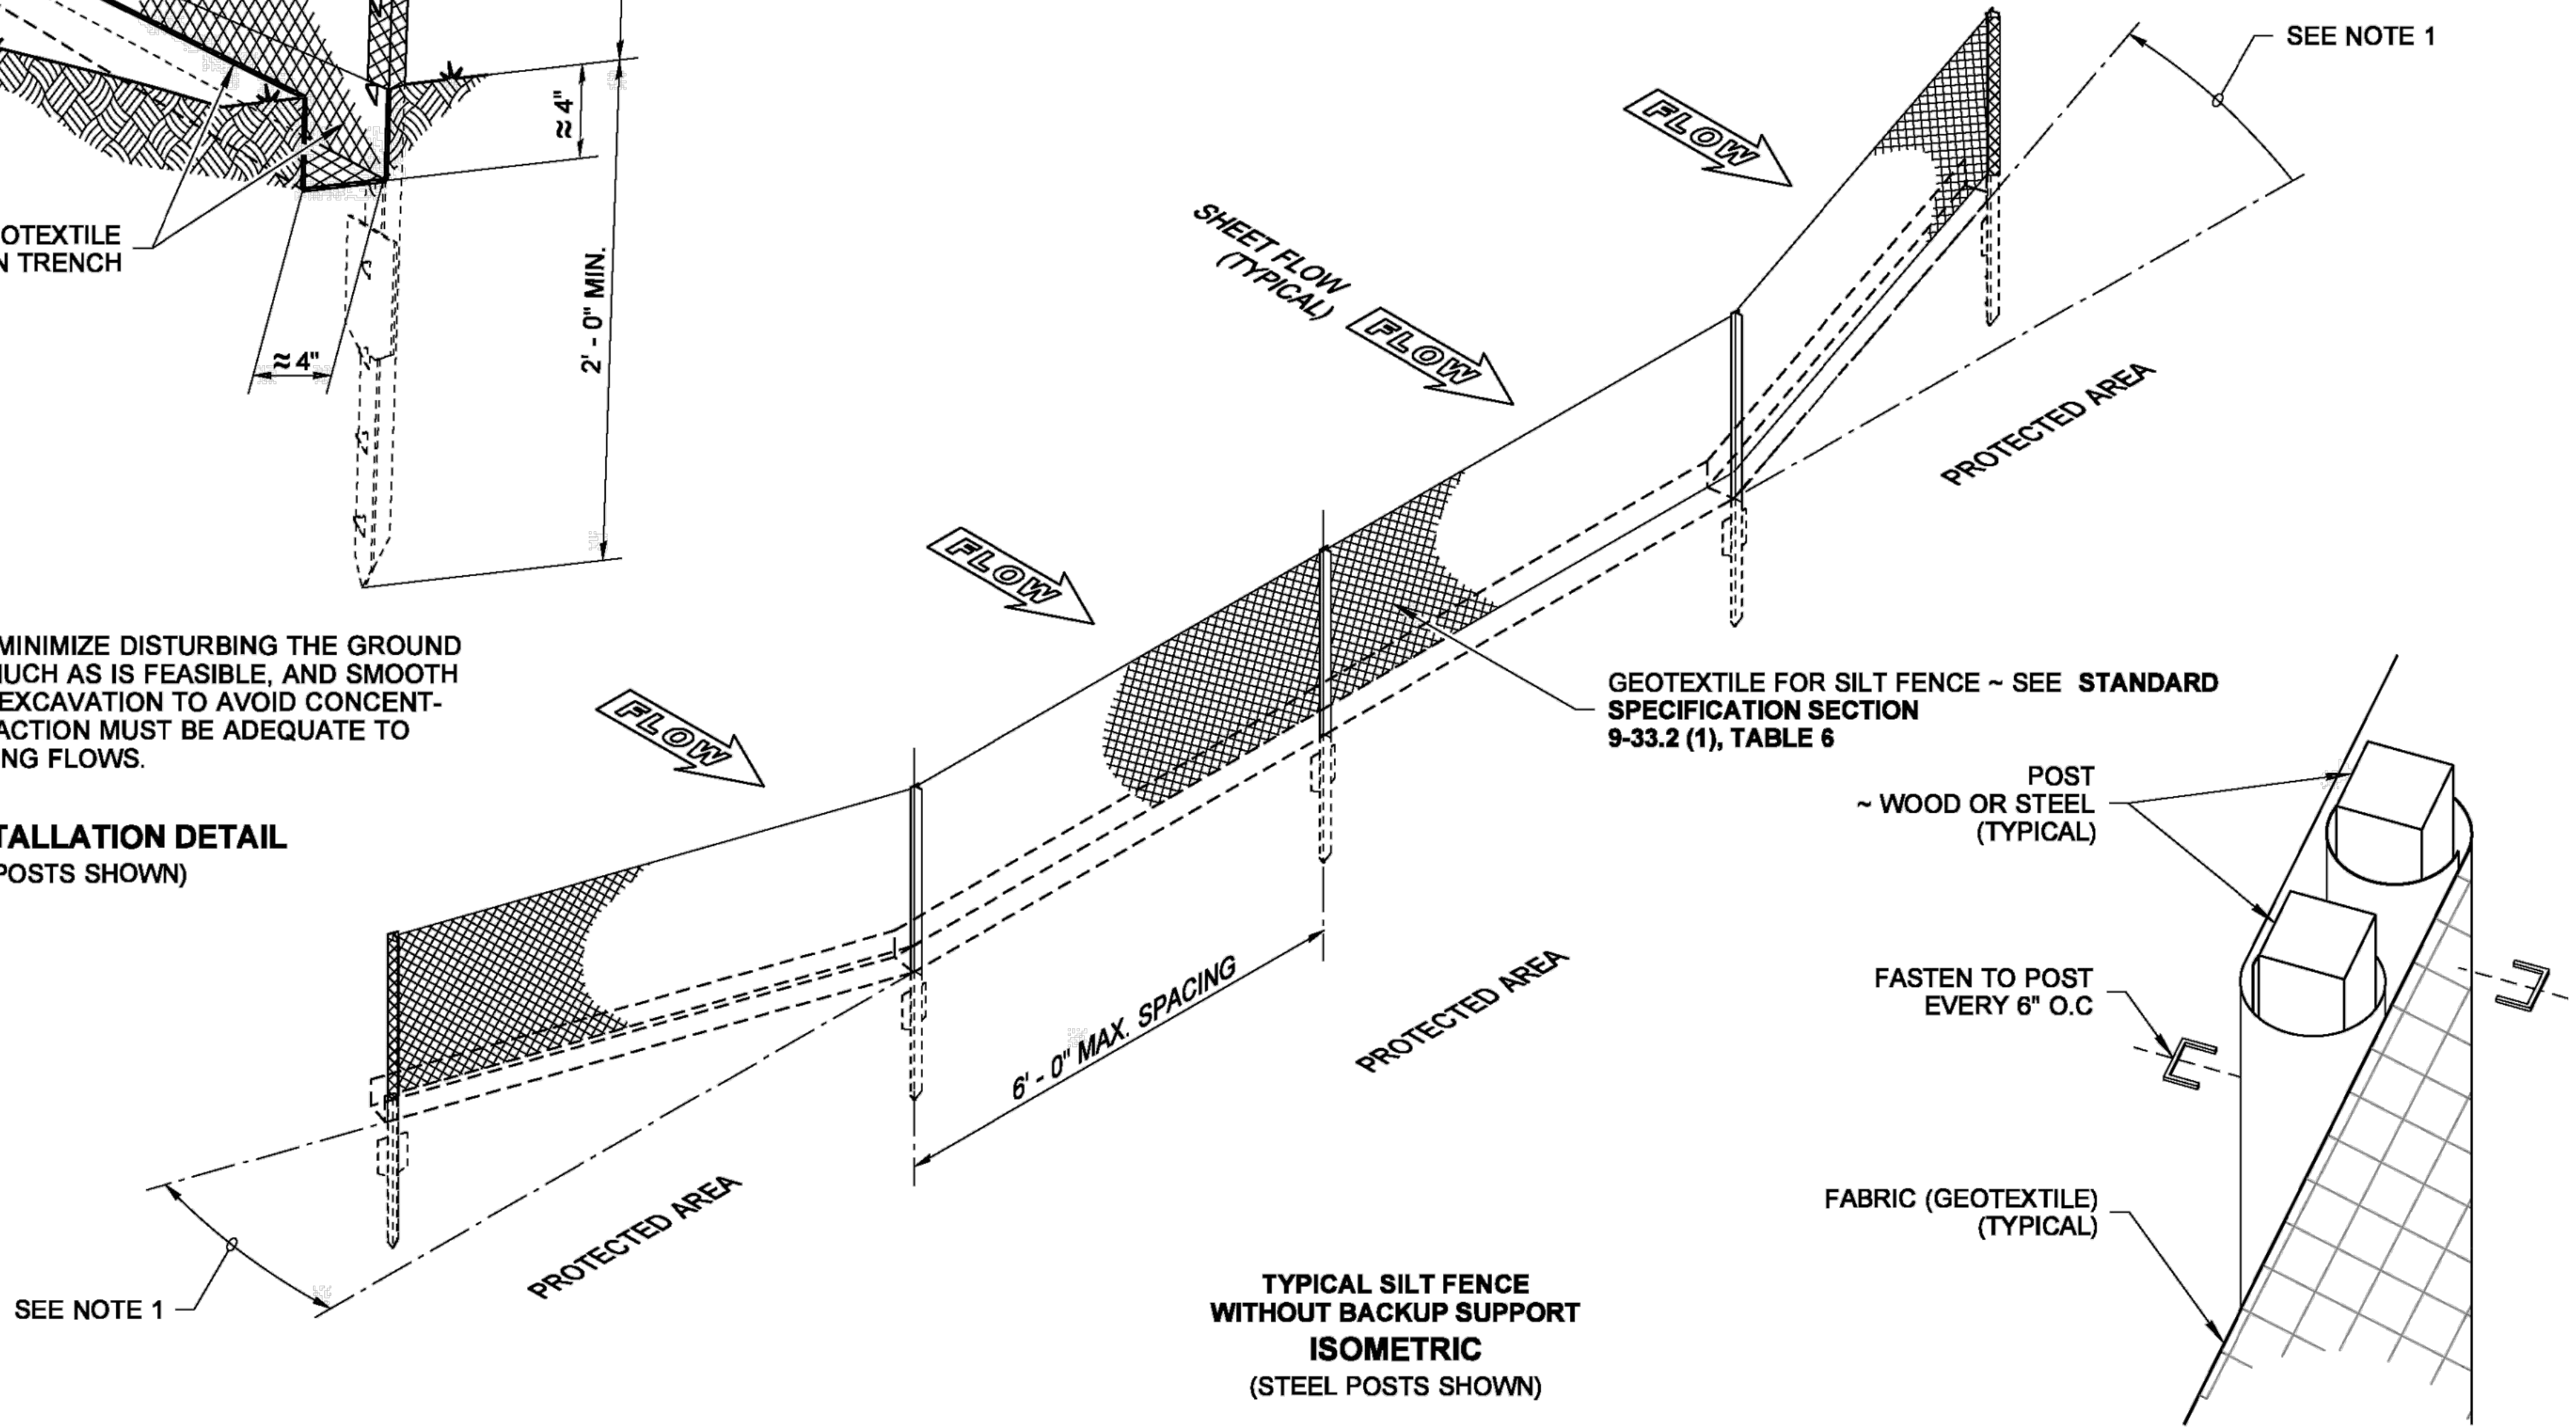 SEE NOTE 1
≈ 4"
FLOW
OTEXTILE
N TRENCH
SHEET FLOW
(TYPICAL)
FLOW
2' - 0" MIN.
≈ 4"
PROTECTED AREA
FLOW
MINIMIZE DISTURBING THE GROUND
MUCH AS IS FEASIBLE, AND SMOOTH
EXCAVATION TO AVOID CONCENT-
ACTION MUST BE ADEQUATE TO
NG FLOWS.
FLOW
GEOTEXTILE FOR SILT FENCE ~ SEE STANDARD
SPECIFICATION SECTION
9-33.2 (1), TABLE 6
TALLATION DETAIL
POSTS SHOWN)
POST
~ WOOD OR STEEL
(TYPICAL)
6' - 0" MAX. SPACING
PROTECTED AREA
FASTEN TO POST
EVERY 6" O.C
PROTECTED AREA
FABRIC (GEOTEXTILE)
(TYPICAL)
SEE NOTE 1
TYPICAL SILT FENCE
WITHOUT BACKUP SUPPORT
ISOMETRIC
(STEEL POSTS SHOWN)